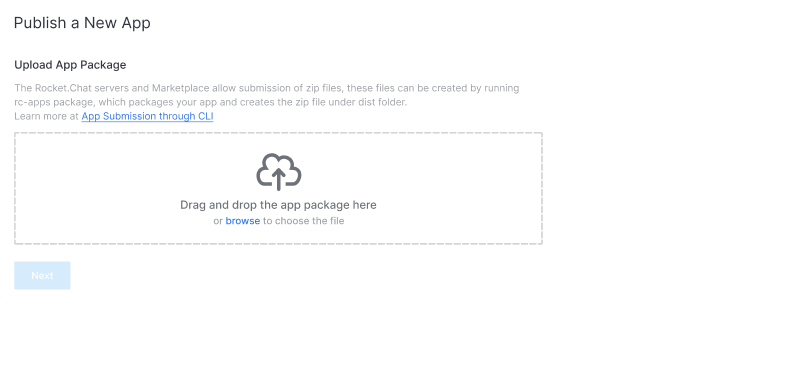 Publish a New App
Upload App Package
The Rocket.Chat servers and Marketplace allow submission of zip files, these files can be created by running
rc-apps package, which packages your app and creates the zip file under dist folder.
Learn more at App Submission through CLI
Drag and drop the app package here
or browse to choose the file
Next